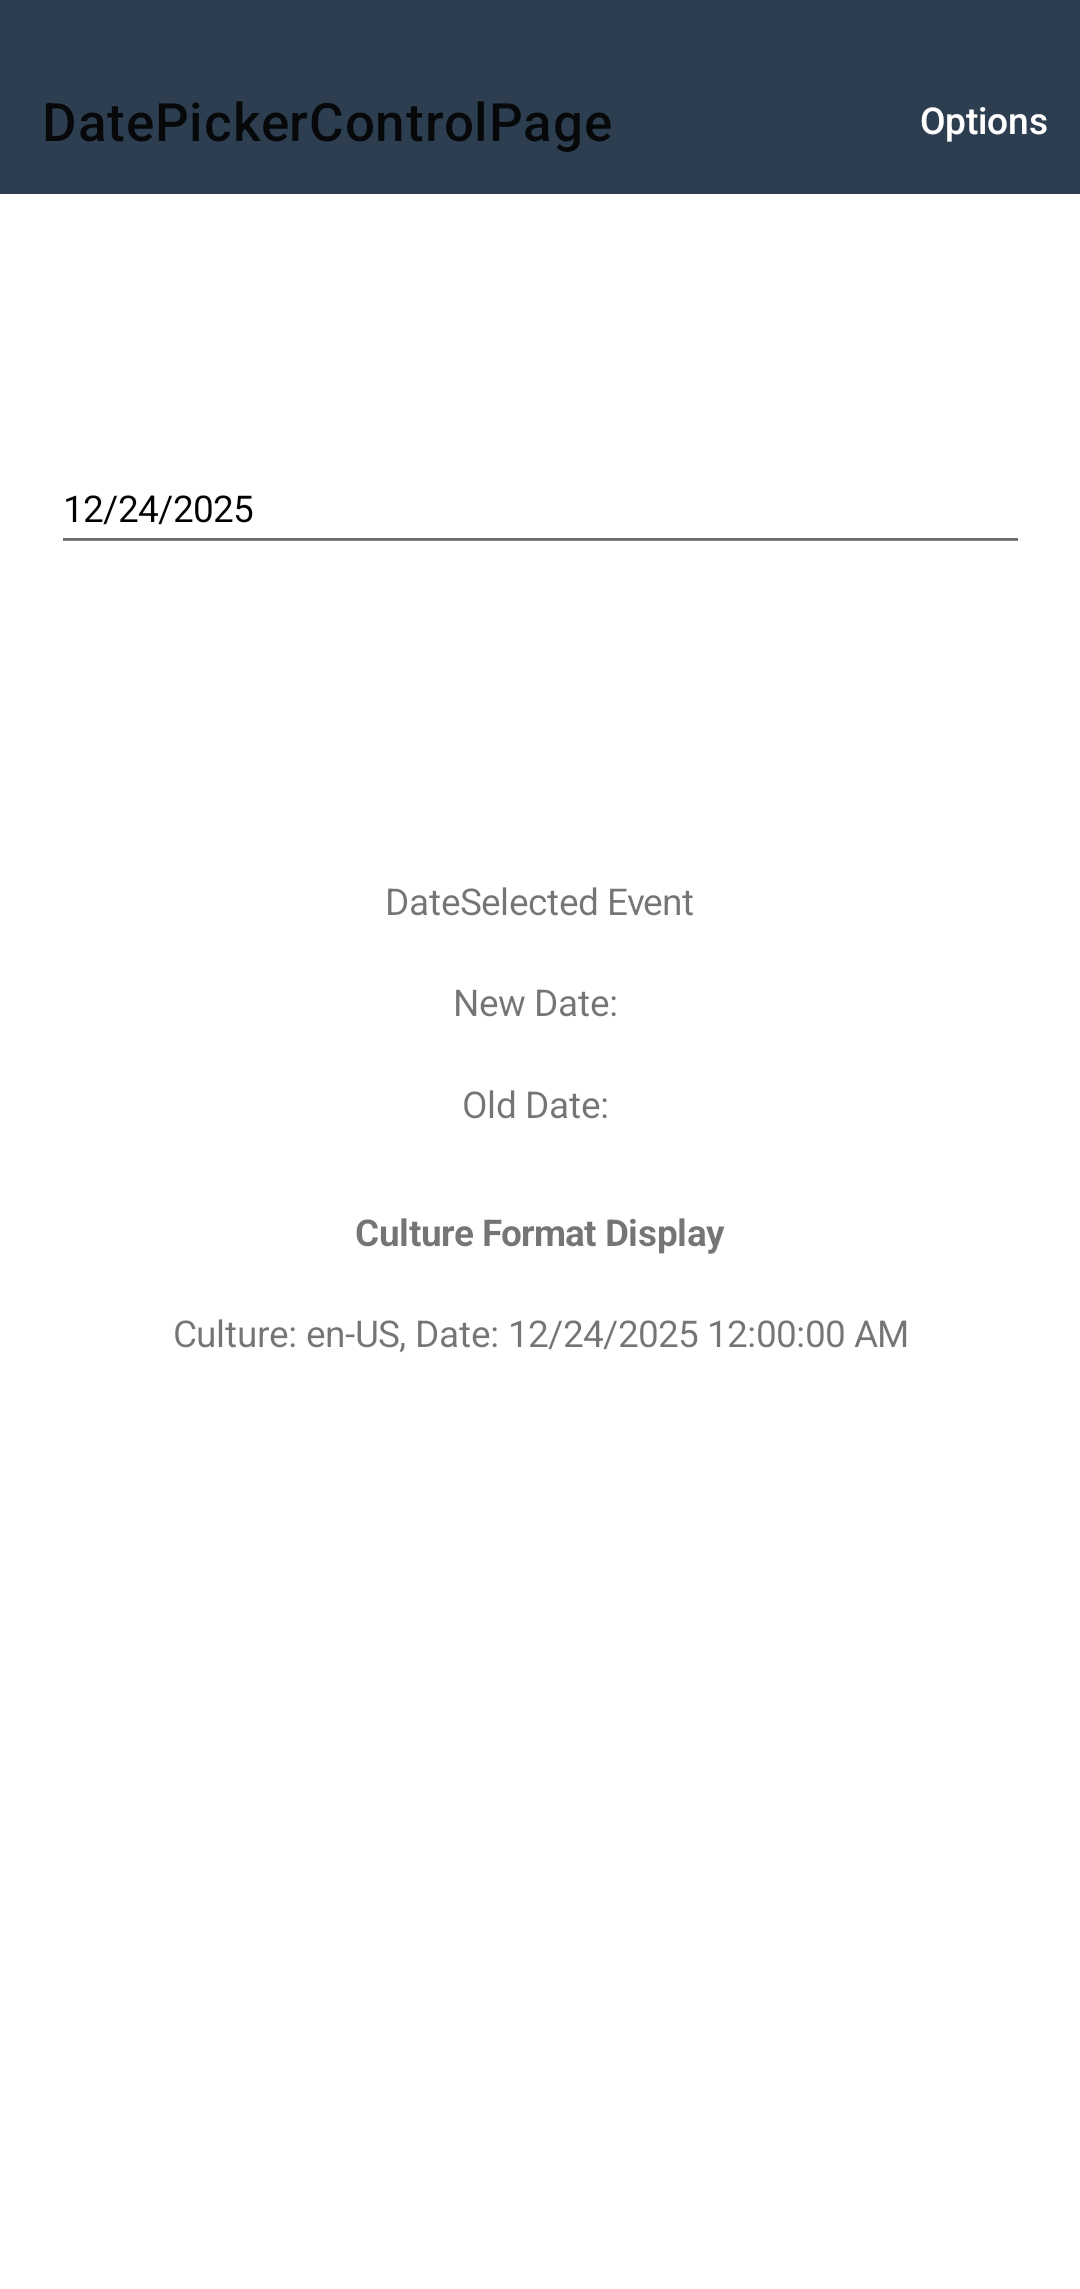 DatePickerControlPage
Options
12/24/2025
DateSelected Event
New Date:
Old Date:
Culture Format Display
Culture: en-US, Date: 12/24/2025 12:00:00 AM